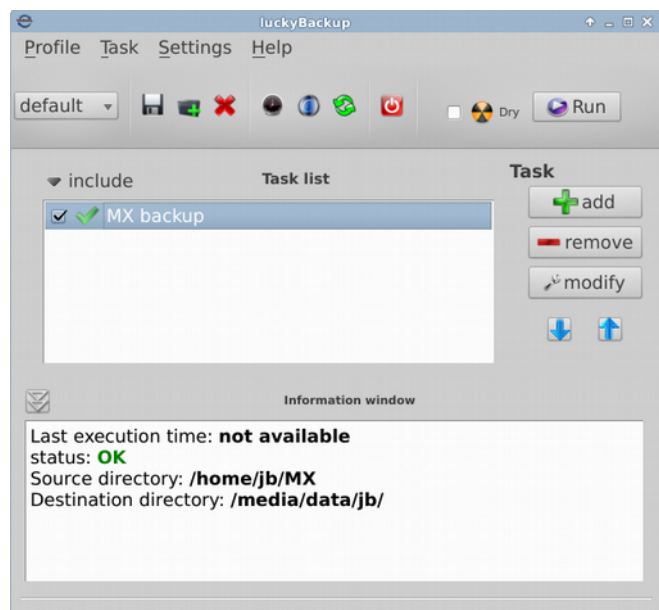 luckyBackup
Profile Task Settings Help
default Dry Run
include Task list Task
MX backup
add
remove
modify
Information window
Last execution time: not available
status: OK
Source directory: /home/jb/MX
Destination directory: /media/data/jb/